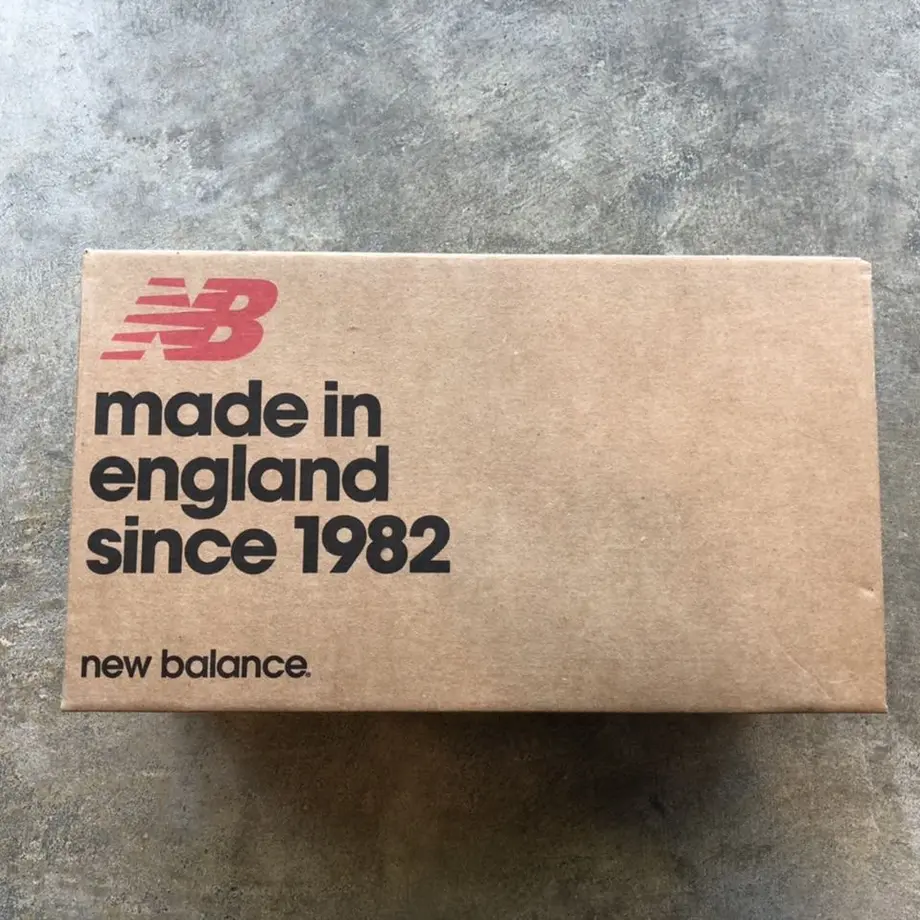 NB
made in
england
since 1982
new balance.